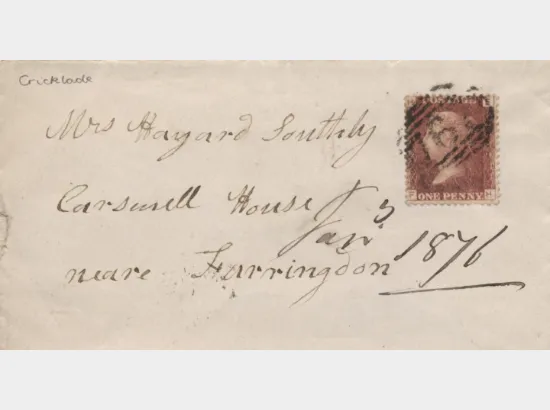 Cricklade
Mrs Hayard Southby
Carswell House
Jan 3
1876
neare Farringdon
ONE PENNY